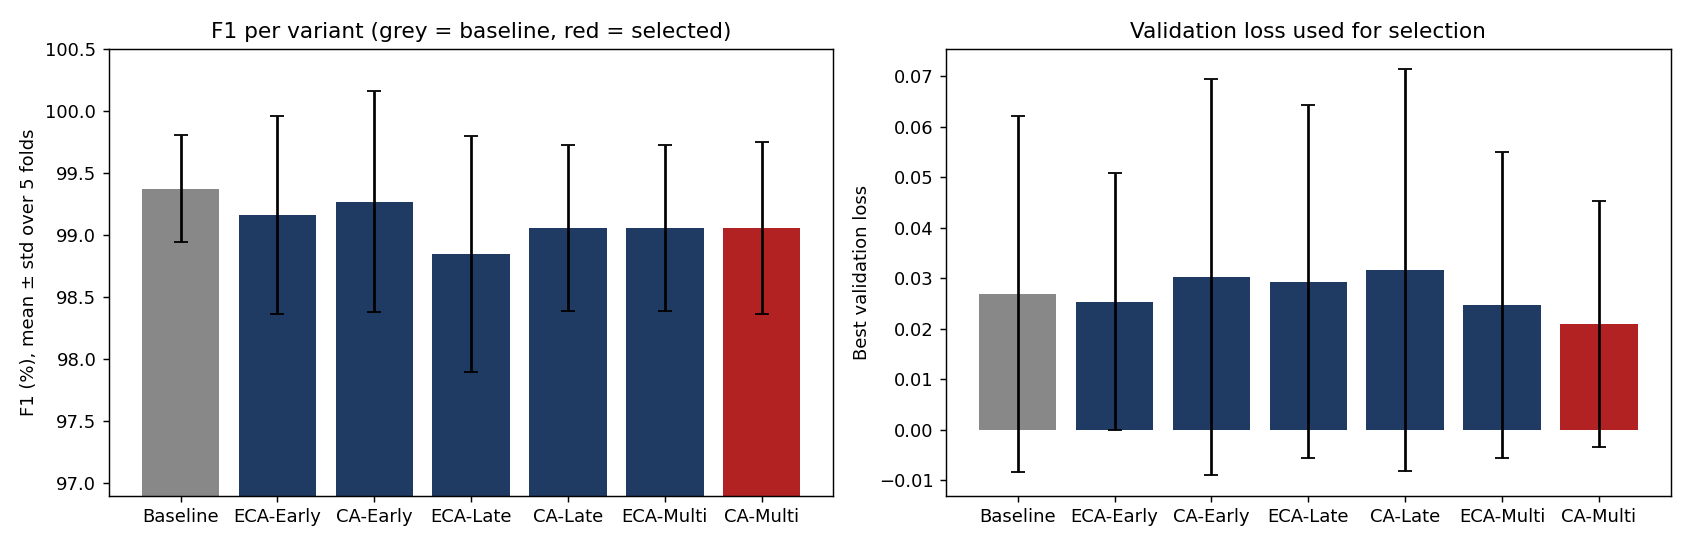 F1 per variant (grey = baseline, red = selected)
F1 (%), mean ± std over 5 folds
100.5
100.0
99.5
99.0
98.5
98.0
97.5
97.0
Baseline ECA-Early CA-Early ECA-Late CA-Late ECA-Multi CA-Multi
Validation loss used for selection
Best validation loss
0.07
0.06
0.05
0.04
0.03
0.02
0.01
0.00
−0.01
Baseline ECA-Early CA-Early ECA-Late CA-Late ECA-Multi CA-Multi